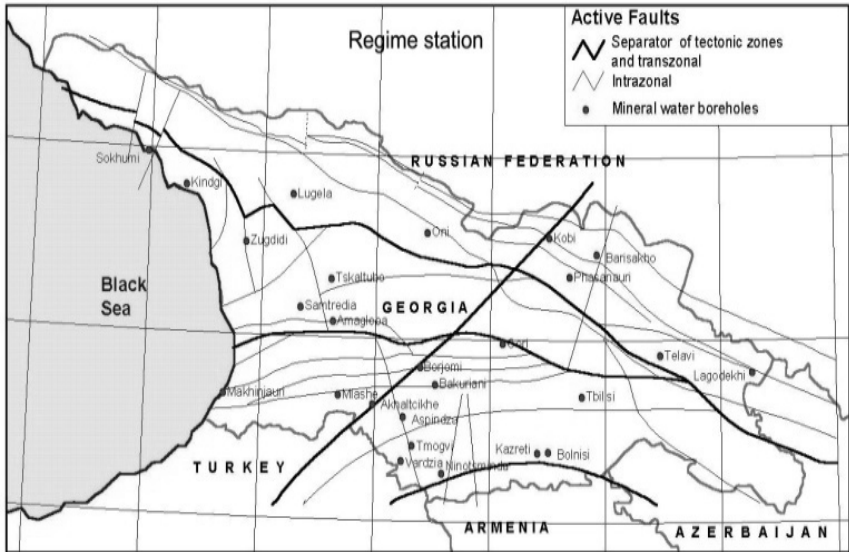 Regime station
Active Faults
Separator of tectonic zones
and transzonal
Intrazonal
Mineral water boreholes
RUSSIAN FEDERATION
Sokhumi
Kindgi
Lugela
Oni
Kobi
Zugdidi
Barisakho
Phasanauri
Tskaltubo
Black
Sea
Samtredia
GEORGIA
Amaglopa
Gori
Telavi
Borjomi
Lagodekhi
Bakuriani
Makhinjauri
Mlashe
Tbilisi
Akhaltcikhe
Aspindza
Tmogvi
Kazreti
Bolnisi
TURKEY
Vardzia
Ninotsminda
ARMENIA
AZERBAIJAN